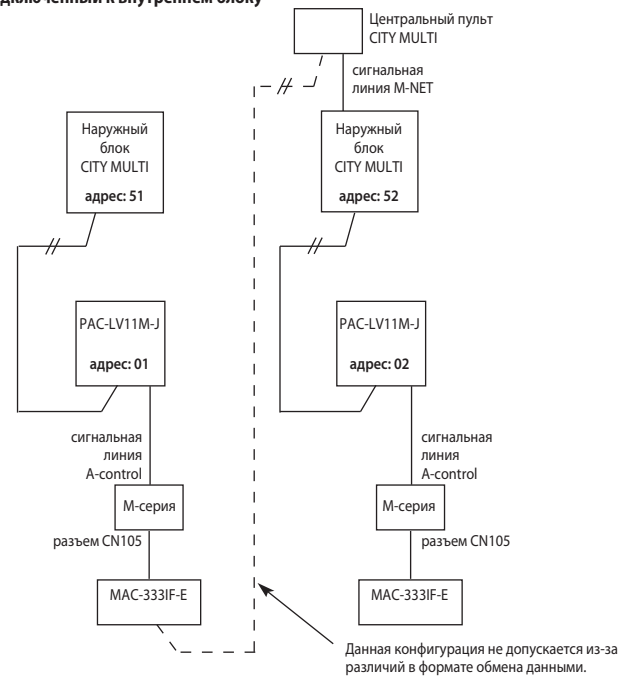 дключенный к внутреннем блоку
Центральный пульт
CITY MULTI
сигнальная
линия M-NET
Наружный
блок
CITY MULTI
адрес: 51
Наружный
блок
CITY MULTI
адрес: 52
PAC-LV11M-J
адрес: 01
PAC-LV11M-J
адрес: 02
сигнальная
линия
A-control
сигнальная
линия
A-control
М-серия
М-серия
разъем CN105
разъем CN105
MAC-333IF-E
MAC-333IF-E
Данная конфигурация не допускается из-за
различий в формате обмена данными.